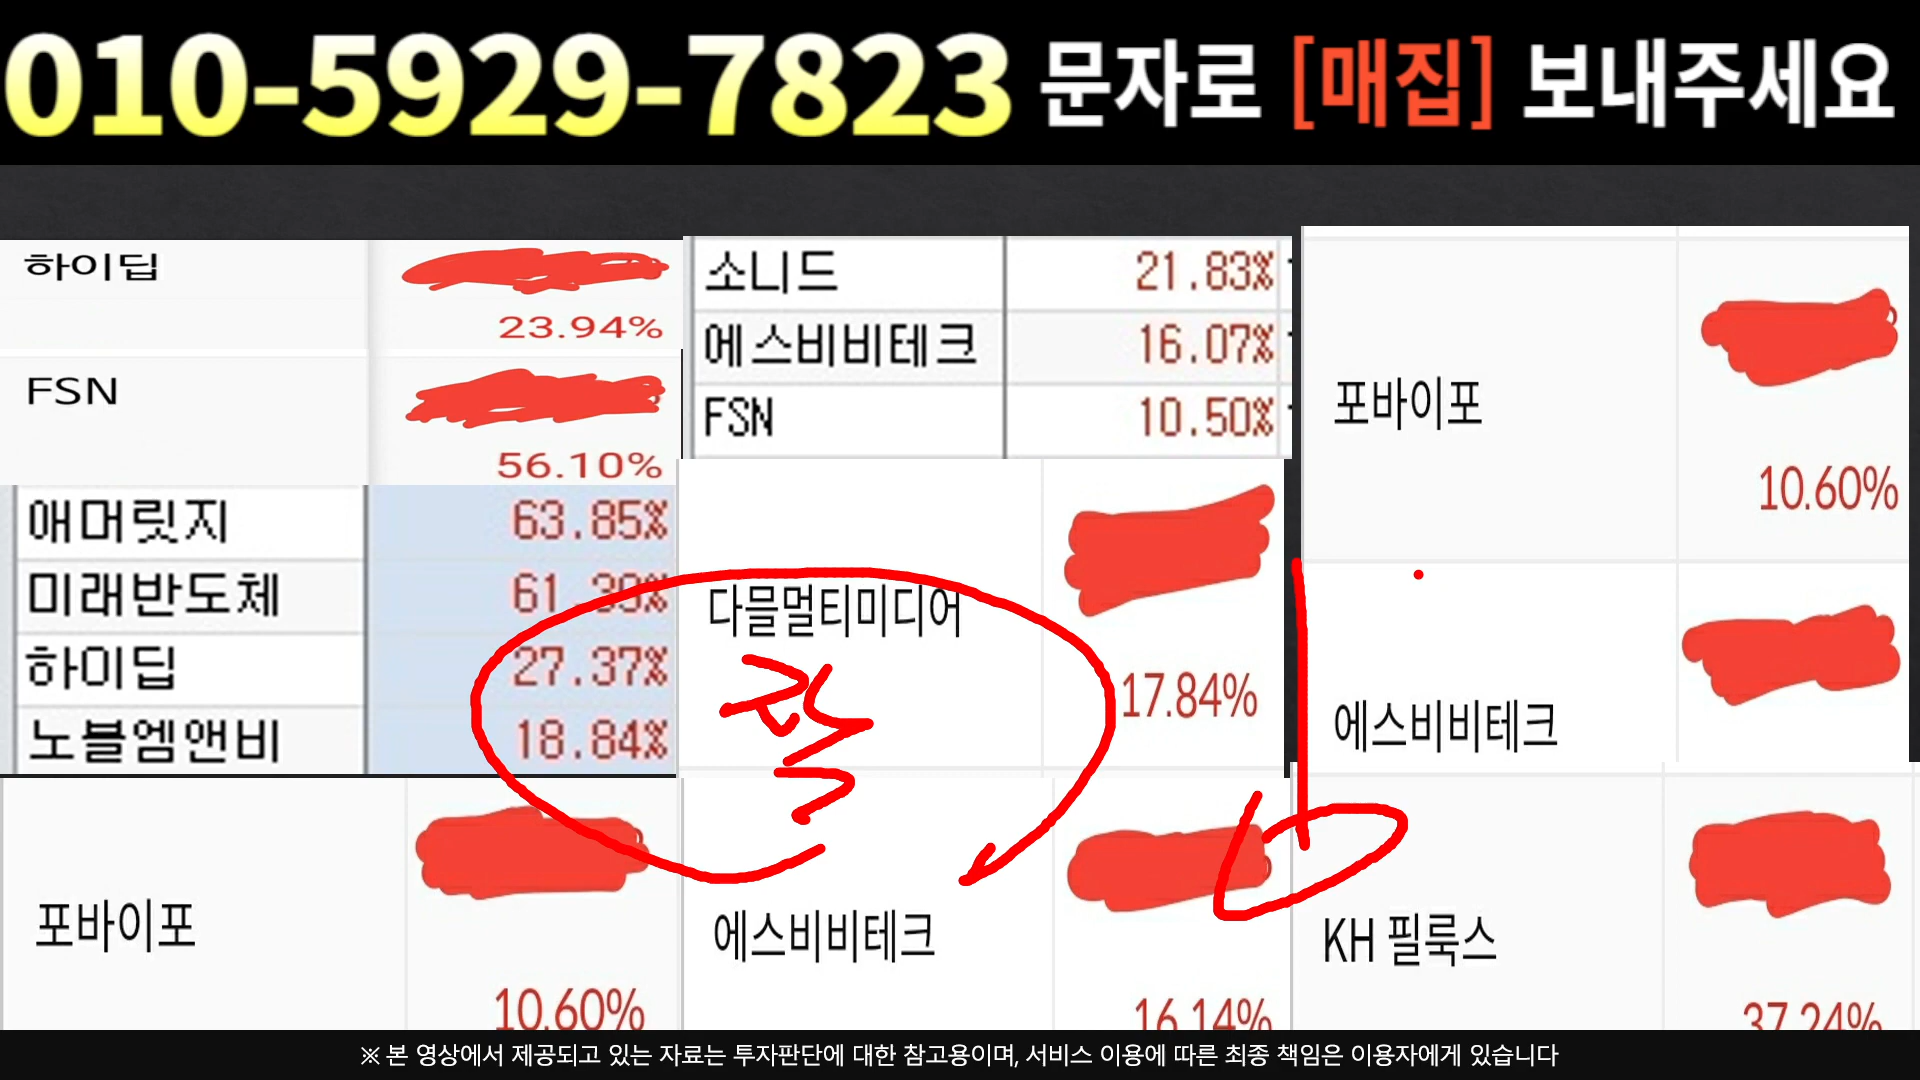 010-5929-7823 문자로 [매집] 보내주세요
하이딥
23.94%
FSN
56.10%
애머릿지 63.85%
미래반도체 61.39%
하이딥 27.37%
노블엠앤비 18.84%
소니드 21.83%
에스비비테크 16.07%
FSN 10.50%
다믈멀티미디어
17.84%
포바이포
10.60%
에스비비테크
포바이포
10.60%
에스비비테크
16.14%
KH 필룩스
37.24%
※ 본 영상에서 제공되고 있는 자료는 투자판단에 대한 참고용이며, 서비스 이용에 따른 최종 책임은 이용자에게 있습니다